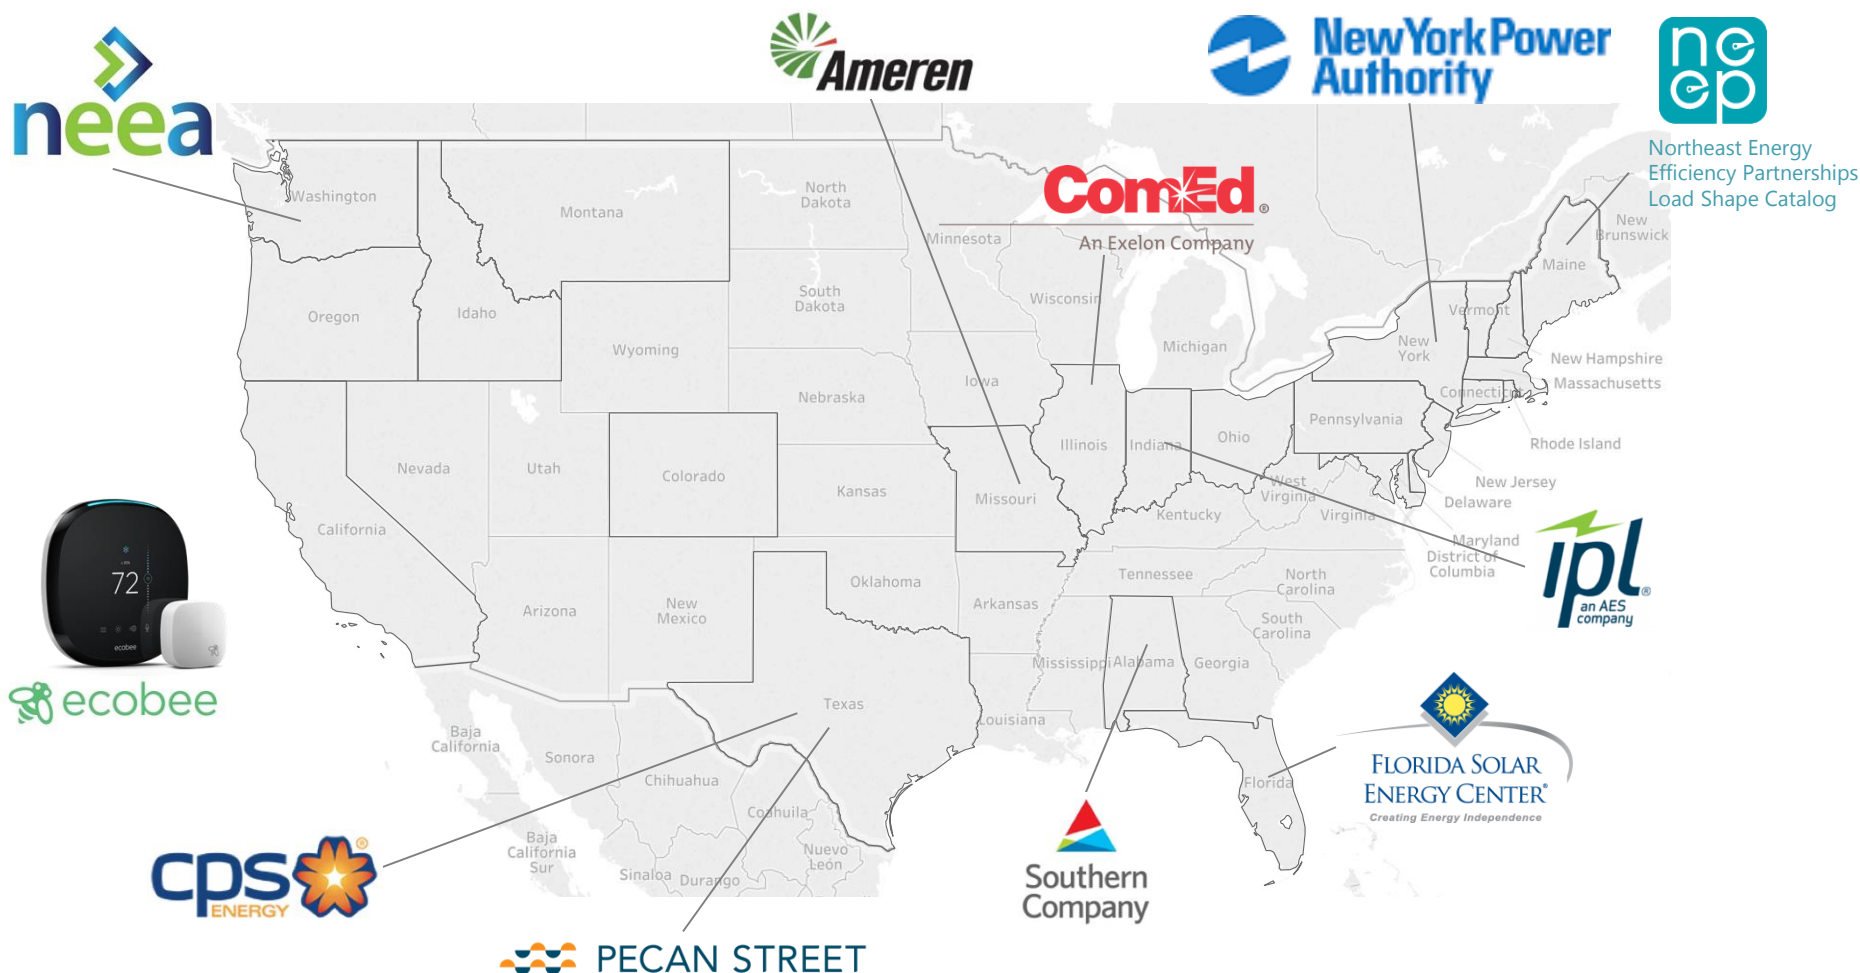 neea
Ameren
NewYorkPower
Authority
ne
ep
Northeast Energy
Efficiency Partnerships
Load Shape Catalog
ComEd®
An Exelon Company
Washington
Montana
North
Dakota
Minnesota
New
Brunswick
Maine
Oregon
Idaho
South
Dakota
Wisconsin
Vermont
Wyoming
Michigan
New
York
New Hampshire
Massachusetts
Iowa
Nebraska
Connecticut
Pennsylvania
Rhode Island
Nevada
Utah
Colorado
Kansas
Missouri
Illinois
Indiana
Ohio
West
Virginia
New Jersey
Delaware
Kentucky
Virginia
California
Maryland
District of
Columbia
ipl®
an AES
company
72
ecobee
ecobee
Arizona
New
Mexico
Oklahoma
Arkansas
Tennessee
North
Carolina
South
Carolina
Mississippi
Alabama
Georgia
Texas
Louisiana
Florida
Baja
California
Sonora
Chihuahua
Coahuila
Baja
California
Sur
Sinaloa
Durango
Nuevo
León
FLORIDA SOLAR
ENERGY CENTER®
Creating Energy Independence
cps®
ENERGY
Southern
Company
PECAN STREET